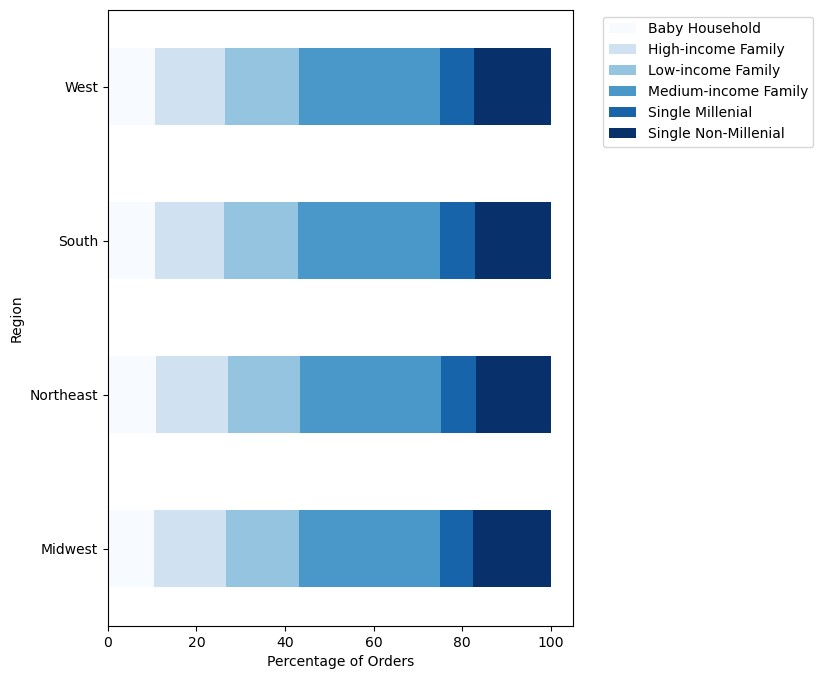 Baby Household
High-income Family
Low-income Family
Medium-income Family
Single Millenial
Single Non-Millenial
West
South
Northeast
Midwest
Region
0 20 40 60 80 100
Percentage of Orders